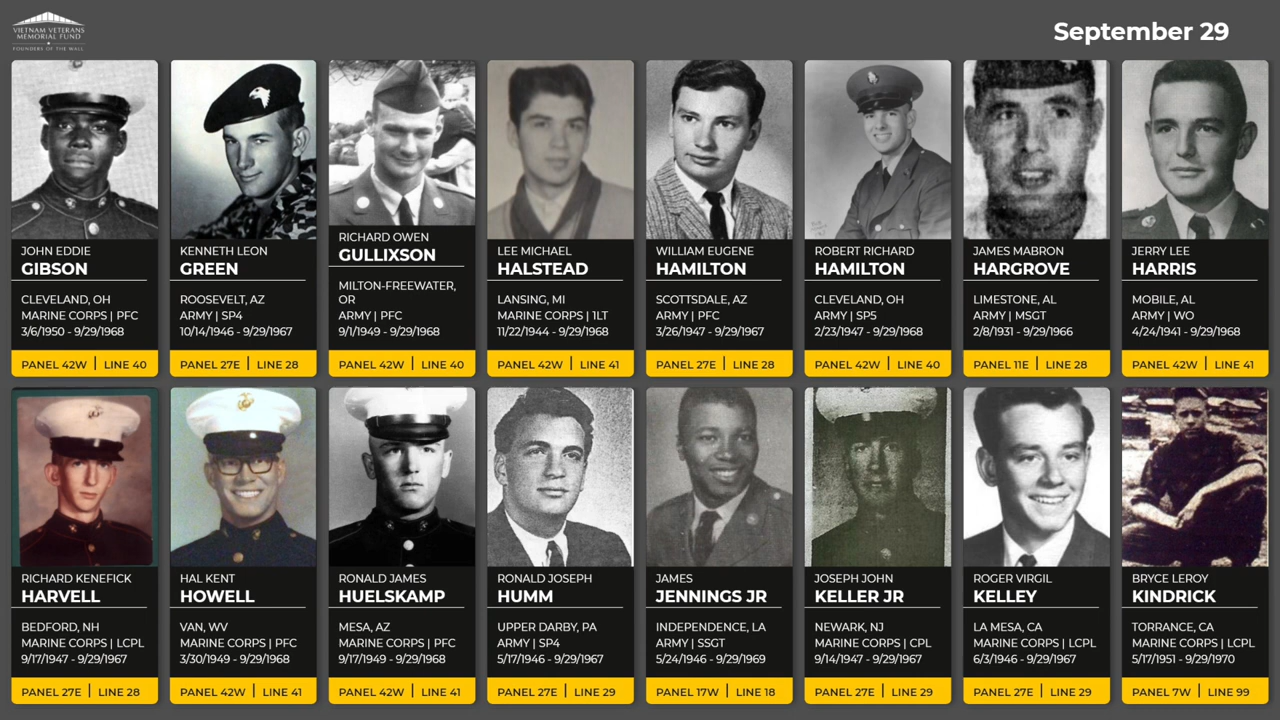 VIETNAM VETERANS
MEMORIAL FUND
FOUNDERS OF THE WALL
September 29
JOHN EDDIE
GIBSON
CLEVELAND, OH
MARINE CORPS | PFC
3/6/1950 - 9/29/1968
PANEL 42W | LINE 40
KENNETH LEON
GREEN
ROOSEVELT, AZ
ARMY | SP4
10/14/1946 - 9/29/1967
PANEL 27E | LINE 28
RICHARD OWEN
GULLIXSON
MILTON-FREEWATER,
OR
ARMY | PFC
9/1/1949 - 9/29/1968
PANEL 42W | LINE 40
LEE MICHAEL
HALSTEAD
LANSING, MI
MARINE CORPS | 1LT
11/22/1944 - 9/29/1968
PANEL 42W | LINE 41
WILLIAM EUGENE
HAMILTON
SCOTTSDALE, AZ
ARMY | PFC
3/26/1947 - 9/29/1967
PANEL 27E | LINE 28
ROBERT RICHARD
HAMILTON
CLEVELAND, OH
ARMY | SP5
2/23/1947 - 9/29/1968
PANEL 42W | LINE 40
JAMES MABRON
HARGROVE
LIMESTONE, AL
ARMY | MSGT
2/8/1931 - 9/29/1966
PANEL 11E | LINE 28
JERRY LEE
HARRIS
MOBILE, AL
ARMY | WO
4/24/1941 - 9/29/1968
PANEL 42W | LINE 41
RICHARD KENEFICK
HARVELL
BEDFORD, NH
MARINE CORPS | LCPL
9/17/1947 - 9/29/1967
PANEL 27E | LINE 28
HAL KENT
HOWELL
VAN, WV
MARINE CORPS | PFC
3/30/1949 - 9/29/1968
PANEL 42W | LINE 41
RONALD JAMES
HUELSKAMP
MESA, AZ
MARINE CORPS | PFC
9/17/1949 - 9/29/1968
PANEL 42W | LINE 41
RONALD JOSEPH
HUMM
UPPER DARBY, PA
ARMY | SP4
5/17/1946 - 9/29/1967
PANEL 27E | LINE 29
JAMES
JENNINGS JR
INDEPENDENCE, LA
ARMY | SSGT
5/24/1946 - 9/29/1969
PANEL 17W | LINE 18
JOSEPH JOHN
KELLER JR
NEWARK, NJ
MARINE CORPS | CPL
9/14/1947 - 9/29/1967
PANEL 27E | LINE 29
ROGER VIRGIL
KELLEY
LA MESA, CA
MARINE CORPS | LCPL
6/3/1946 - 9/29/1967
PANEL 27E | LINE 29
BRYCE LEROY
KINDRICK
TORRANCE, CA
MARINE CORPS | LCPL
5/17/1951 - 9/29/1970
PANEL 7W | LINE 99